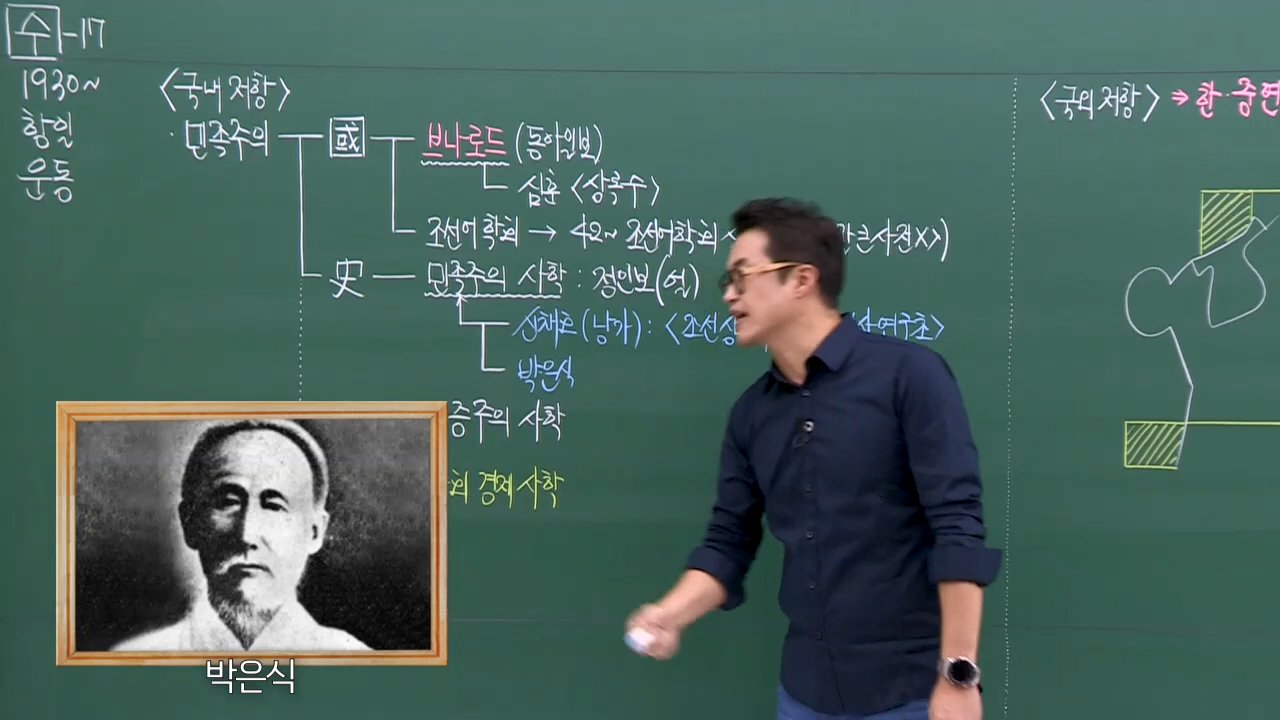 수-17
1930~
항일
운동
<국내 저항>
· 민족주의 國 브나로드 (동아일보)
심훈 <상록수>
조선어학회 → 42~ 조선어학회 큰사전X>)
史 민족주의 사학 : 정인보(얼)
신채호(낭가) : <조선상 연구초>
박은식
증주의 사학
경제사학
<국외 저항> → 한·중연
박은식